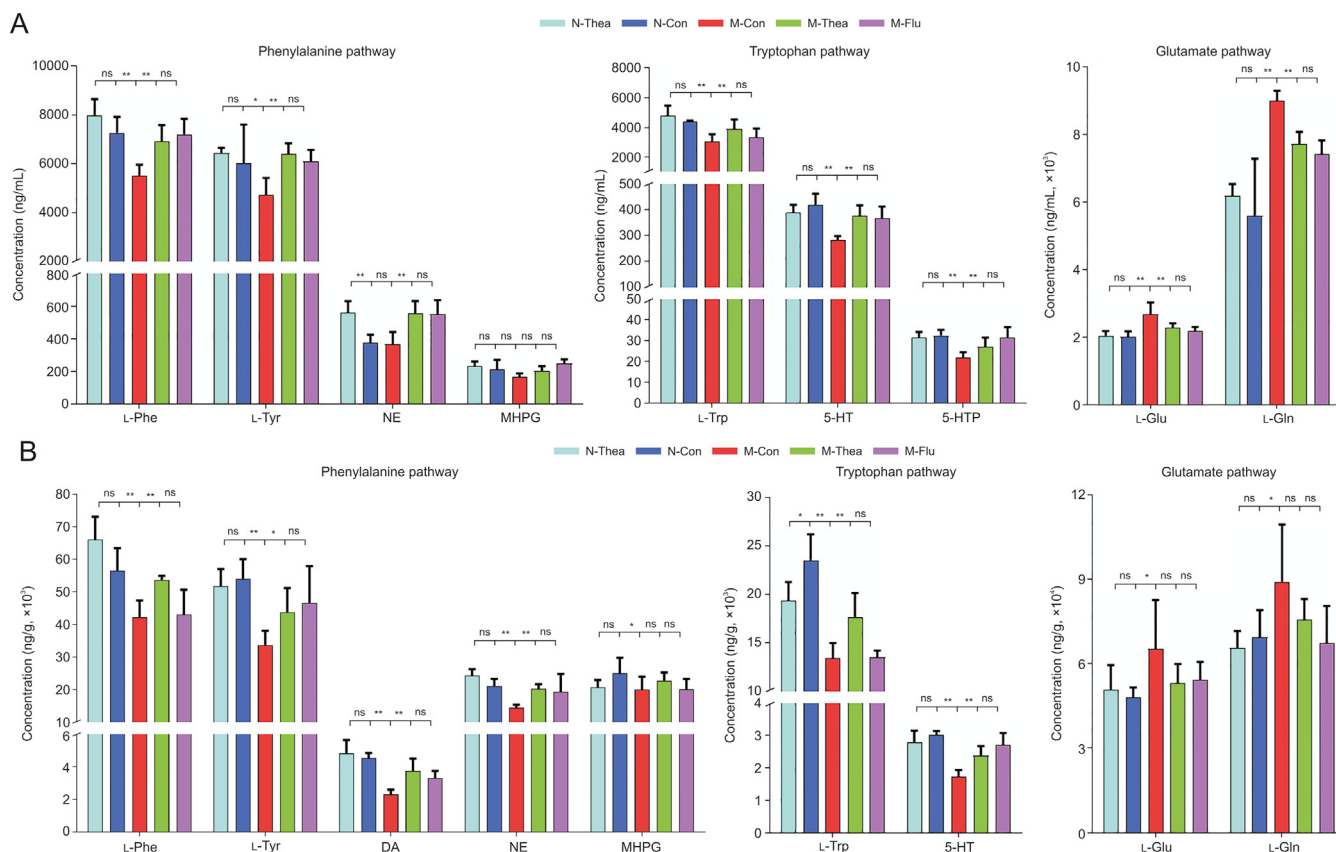 A
N-Thea N-Con M-Con M-Thea M-Flu
Phenylalanine pathway
Concentration (ng/mL)
10000
8000
6000
4000
2000
800
600
400
200
0
ns ** ** ns
ns * ** ns
** ns ** ns
ns ns ns ns
L-Phe L-Tyr NE MHPG
Tryptophan pathway
Concentration (ng/mL)
8000
6000
4000
2000
500
400
300
200
100
50
40
30
20
10
0
ns ** ** ns
ns ** ** ns
ns ** ** ns
L-Trp 5-HT 5-HTP
Glutamate pathway
Concentration (ng/mL, ×10³)
10
8
6
4
2
0
ns ** ** ns
ns ** ** ns
L-Glu L-Gln
B
N-Thea N-Con M-Con M-Thea M-Flu
Phenylalanine pathway
Concentration (ng/g, ×10³)
80
70
60
50
40
30
20
10
6
4
2
0
ns ** ** ns
ns ** * ns
ns ** ** ns
ns ** ** ns
ns * ns ns
L-Phe L-Tyr DA NE MHPG
Tryptophan pathway
Concentration (ng/g, ×10³)
30
25
20
15
10
4
3
2
1
0
* ** ** ns
ns ** ** ns
L-Trp 5-HT
Glutamate pathway
Concentration (ng/g, ×10⁴)
12
9
6
3
0
ns * ns ns
ns * ns ns
L-Glu L-Gln